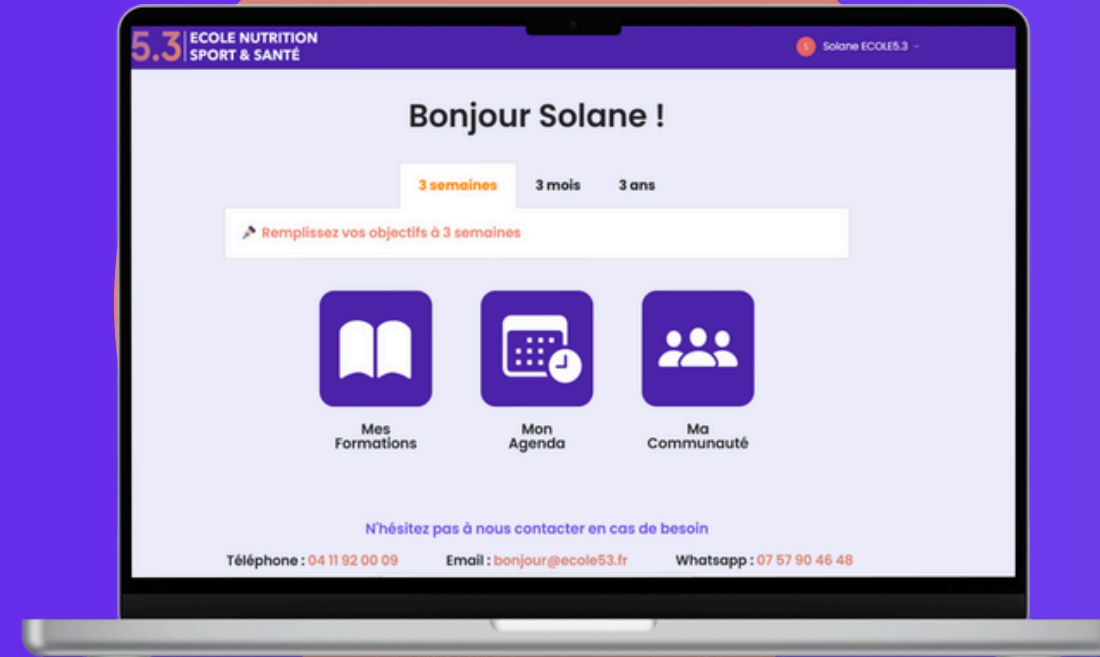 5.3 ECOLE NUTRITION
SPORT & SANTÉ
S Solane ECOLE5.3
Bonjour Solane !
3 semaines 3 mois 3 ans
Remplissez vos objectifs à 3 semaines
Mes
Formations
Mon
Agenda
Ma
Communauté
N'hésitez pas à nous contacter en cas de besoin
Téléphone : 04 11 92 00 09 Email : bonjour@ecole53.fr Whatsapp : 07 57 90 46 48